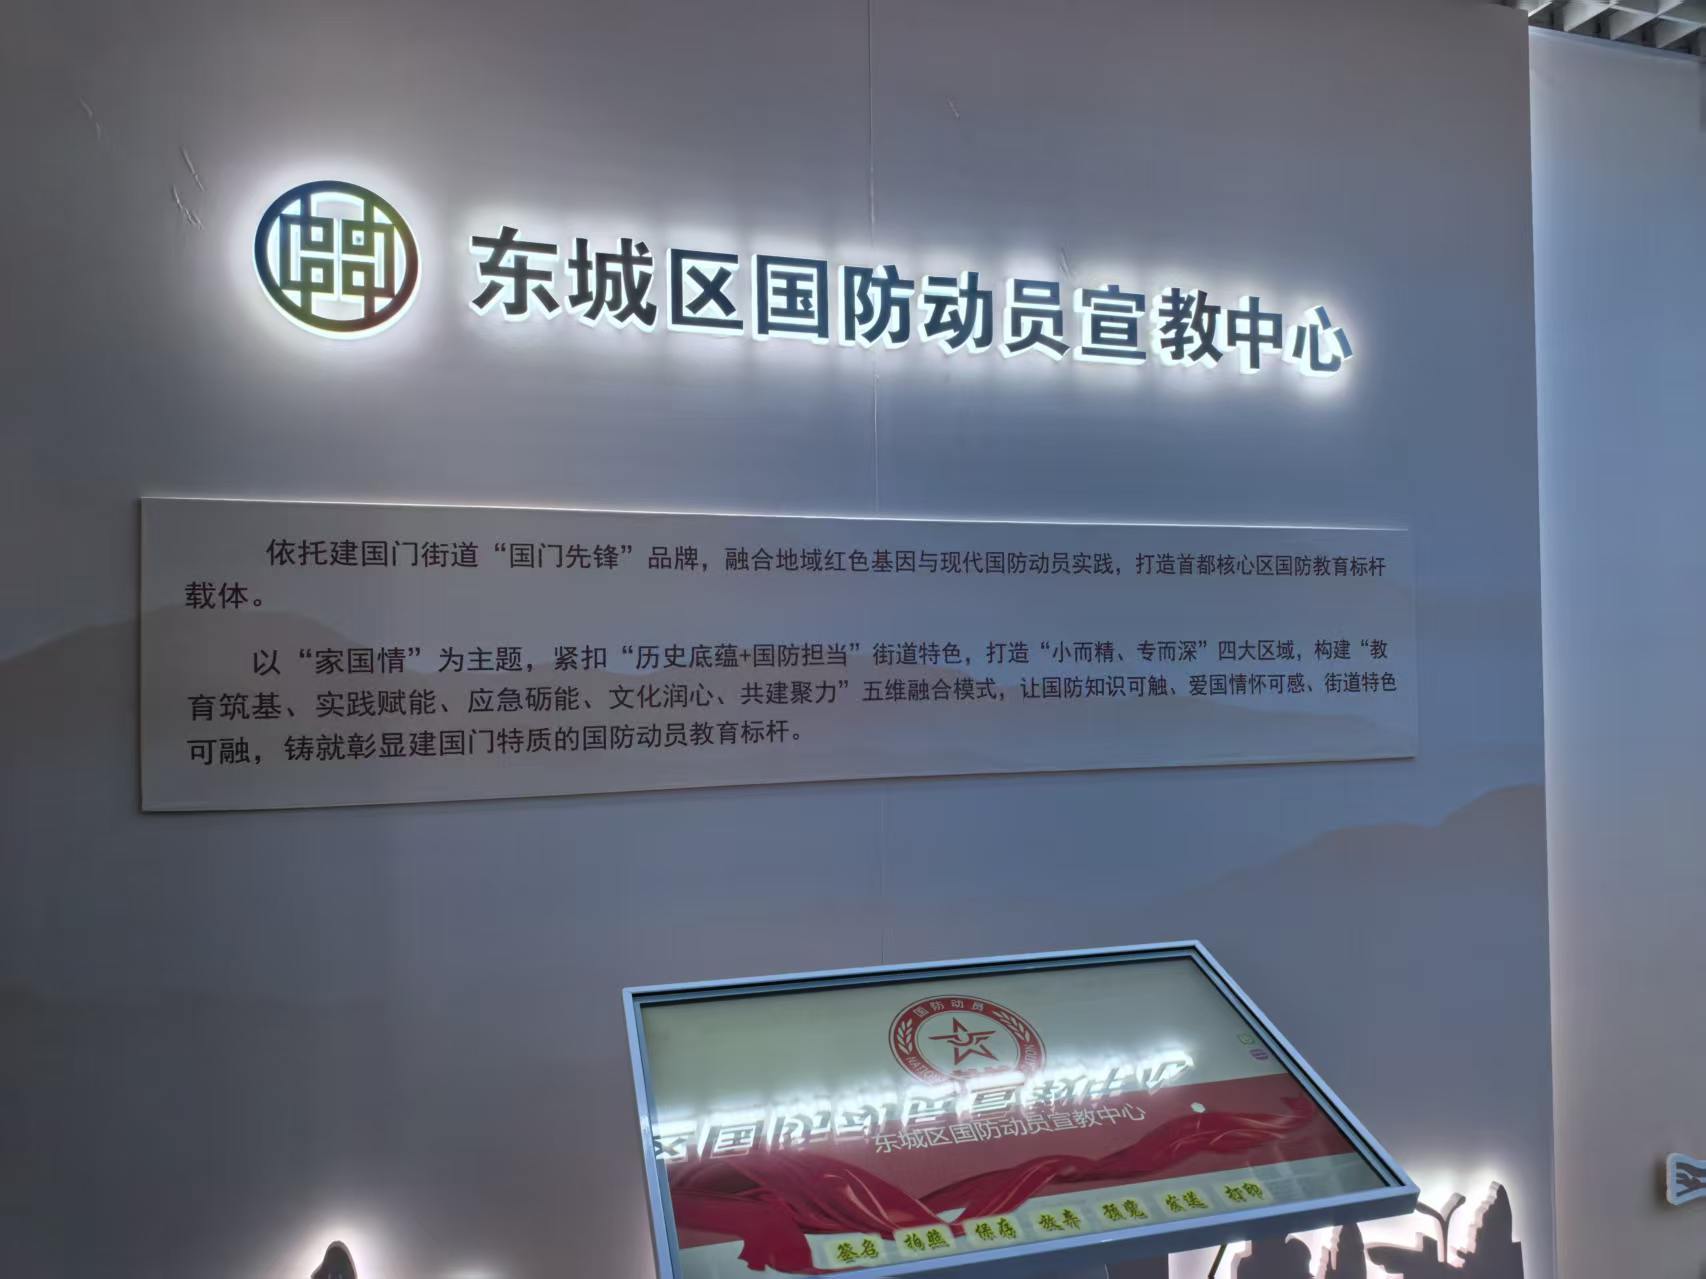 东城区国防动员宣教中心
依托建国门街道“国门先锋”品牌，融合地域红色基因与现代国防动员实践，打造首都核心区国防教育标杆
载体。
以“家国情”为主题，紧扣“历史底蕴+国防担当”街道特色，打造“小而精、专而深”四大区域，构建“教
育筑基、实践赋能、应急砺能、文化润心、共建聚力”五维融合模式，让国防知识可触、爱国情怀可感、街道特色
可融，铸就彰显建国门特质的国防动员教育标杆。
国防动员
东城区国防动员宣教中心
签名 拍照 保存 放弃 预览 发送 打印